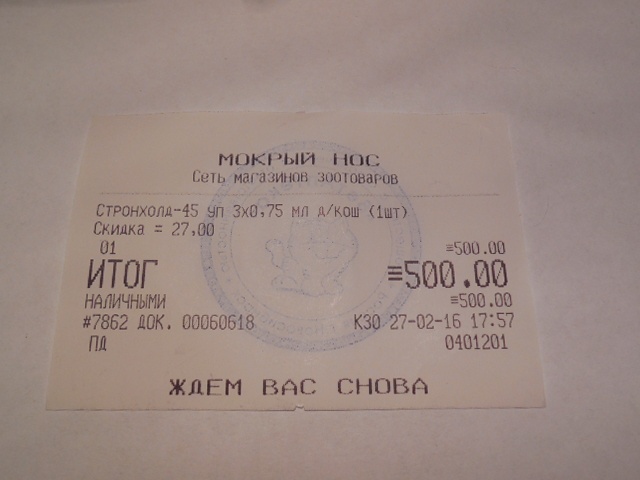 МОКРЫЙ НОС
Сеть магазинов зоотоваров
Стронхолд-45 уп 3х0,75 мл д/кош (1шт)
Скидка = 27,00
01 ≡500.00
ИТОГ ≡500.00
НАЛИЧНЫМИ ≡500.00
#7862 ДОК. 00060618 К30 27-02-16 17:57
ПД 0401201
ЖДЕМ ВАС СНОВА